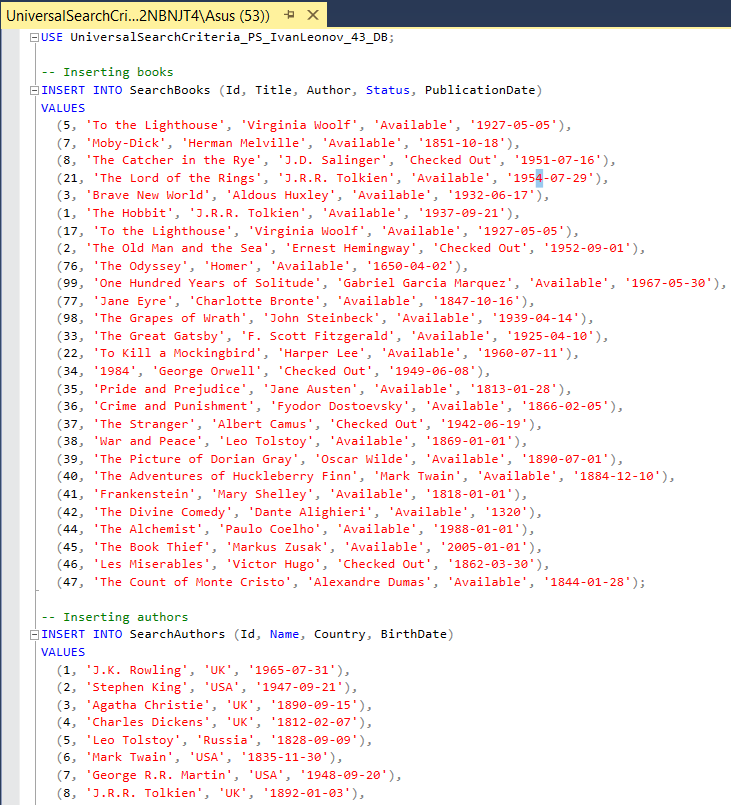 UniversalSearchCri...2NBNJT4\Asus (53))
USE UniversalSearchCriteria_PS_IvanLeonov_43_DB;
-- Inserting books
INSERT INTO SearchBooks (Id, Title, Author, Status, PublicationDate)
VALUES
(5, 'To the Lighthouse', 'Virginia Woolf', 'Available', '1927-05-05'),
(7, 'Moby-Dick', 'Herman Melville', 'Available', '1851-10-18'),
(8, 'The Catcher in the Rye', 'J.D. Salinger', 'Checked Out', '1951-07-16'),
(21, 'The Lord of the Rings', 'J.R.R. Tolkien', 'Available', '1954-07-29'),
(3, 'Brave New World', 'Aldous Huxley', 'Available', '1932-06-17'),
(1, 'The Hobbit', 'J.R.R. Tolkien', 'Available', '1937-09-21'),
(17, 'To the Lighthouse', 'Virginia Woolf', 'Available', '1927-05-05'),
(2, 'The Old Man and the Sea', 'Ernest Hemingway', 'Checked Out', '1952-09-01'),
(76, 'The Odyssey', 'Homer', 'Available', '1650-04-02'),
(99, 'One Hundred Years of Solitude', 'Gabriel Garcia Marquez', 'Available', '1967-05-30'),
(77, 'Jane Eyre', 'Charlotte Bronte', 'Available', '1847-10-16'),
(98, 'The Grapes of Wrath', 'John Steinbeck', 'Available', '1939-04-14'),
(33, 'The Great Gatsby', 'F. Scott Fitzgerald', 'Available', '1925-04-10'),
(22, 'To Kill a Mockingbird', 'Harper Lee', 'Available', '1960-07-11'),
(34, '1984', 'George Orwell', 'Checked Out', '1949-06-08'),
(35, 'Pride and Prejudice', 'Jane Austen', 'Available', '1813-01-28'),
(36, 'Crime and Punishment', 'Fyodor Dostoevsky', 'Available', '1866-02-05'),
(37, 'The Stranger', 'Albert Camus', 'Checked Out', '1942-06-19'),
(38, 'War and Peace', 'Leo Tolstoy', 'Available', '1869-01-01'),
(39, 'The Picture of Dorian Gray', 'Oscar Wilde', 'Available', '1890-07-01'),
(40, 'The Adventures of Huckleberry Finn', 'Mark Twain', 'Available', '1884-12-10'),
(41, 'Frankenstein', 'Mary Shelley', 'Available', '1818-01-01'),
(42, 'The Divine Comedy', 'Dante Alighieri', 'Available', '1320'),
(44, 'The Alchemist', 'Paulo Coelho', 'Available', '1988-01-01'),
(45, 'The Book Thief', 'Markus Zusak', 'Available', '2005-01-01'),
(46, 'Les Miserables', 'Victor Hugo', 'Checked Out', '1862-03-30'),
(47, 'The Count of Monte Cristo', 'Alexandre Dumas', 'Available', '1844-01-28');
-- Inserting authors
INSERT INTO SearchAuthors (Id, Name, Country, BirthDate)
VALUES
(1, 'J.K. Rowling', 'UK', '1965-07-31'),
(2, 'Stephen King', 'USA', '1947-09-21'),
(3, 'Agatha Christie', 'UK', '1890-09-15'),
(4, 'Charles Dickens', 'UK', '1812-02-07'),
(5, 'Leo Tolstoy', 'Russia', '1828-09-09'),
(6, 'Mark Twain', 'USA', '1835-11-30'),
(7, 'George R.R. Martin', 'USA', '1948-09-20'),
(8, 'J.R.R. Tolkien', 'UK', '1892-01-03'),